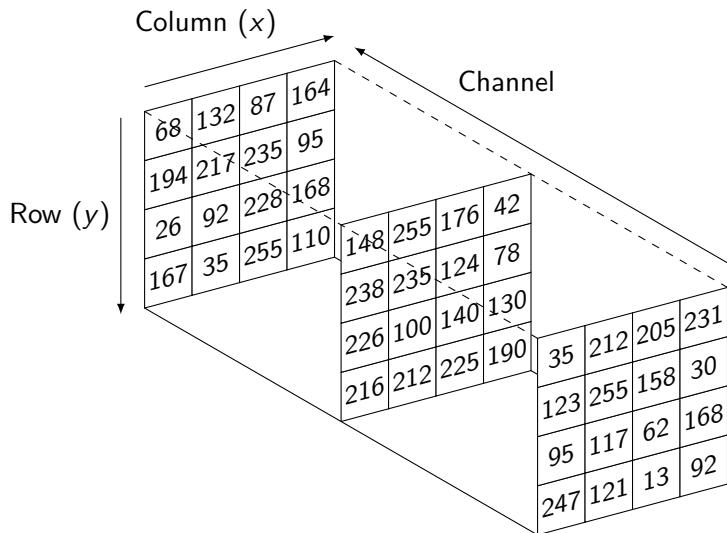 Column (x)
Channel
Row (y)
68 132 87 164
194 217 235 95
26 92 228 168
167 35 255 110
148 255 176 42
238 235 124 78
226 100 140 130
216 212 225 190
35 212 205 231
123 255 158 30
95 117 62 168
247 121 13 92